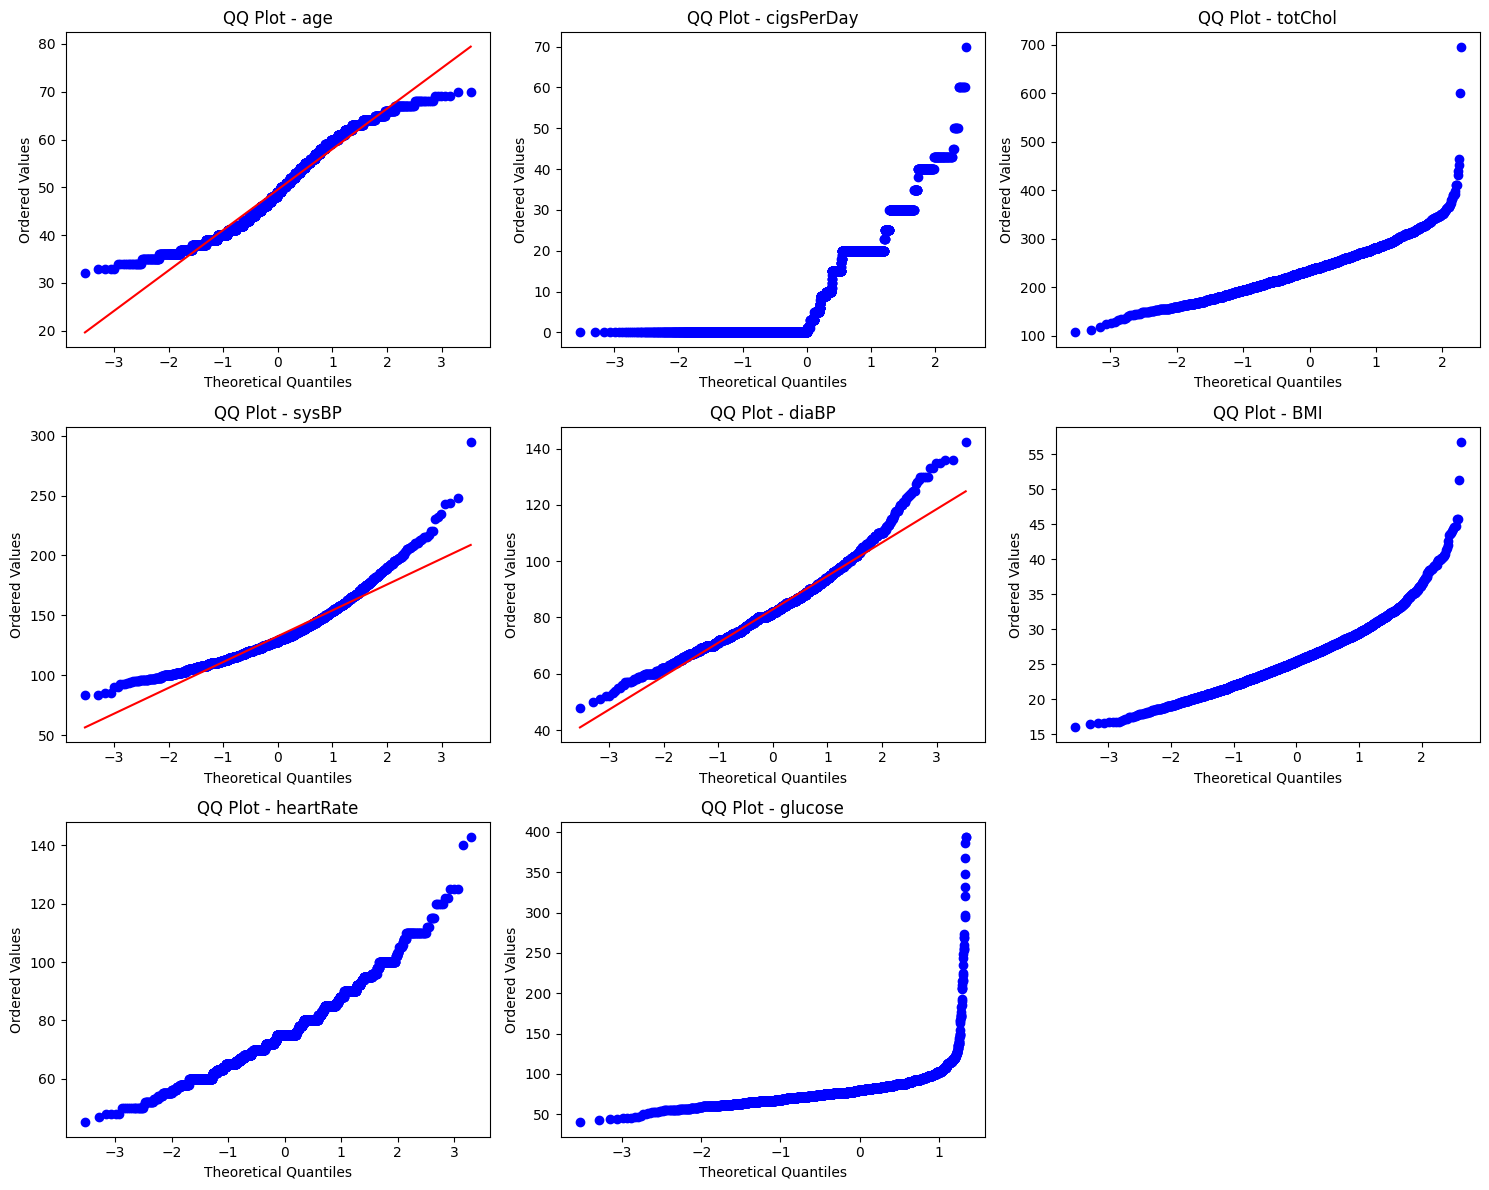 QQ Plot - age
Ordered Values
80
70
60
50
40
30
20
−3 −2 −1 0 1 2 3
Theoretical Quantiles
QQ Plot - cigsPerDay
Ordered Values
70
60
50
40
30
20
10
0
−3 −2 −1 0 1 2
Theoretical Quantiles
QQ Plot - totChol
Ordered Values
700
600
500
400
300
200
100
−3 −2 −1 0 1 2
Theoretical Quantiles
QQ Plot - sysBP
Ordered Values
300
250
200
150
100
50
−3 −2 −1 0 1 2 3
Theoretical Quantiles
QQ Plot - diaBP
Ordered Values
140
120
100
80
60
40
−3 −2 −1 0 1 2 3
Theoretical Quantiles
QQ Plot - BMI
Ordered Values
55
50
45
40
35
30
25
20
15
−3 −2 −1 0 1 2
Theoretical Quantiles
QQ Plot - heartRate
Ordered Values
140
120
100
80
60
−3 −2 −1 0 1 2 3
Theoretical Quantiles
QQ Plot - glucose
Ordered Values
400
350
300
250
200
150
100
50
−3 −2 −1 0 1
Theoretical Quantiles